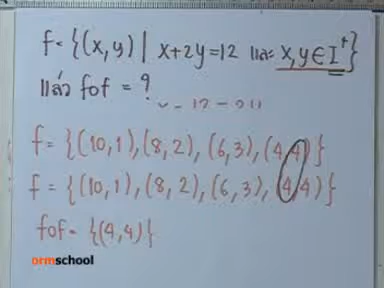 f = {(x,y) | x+2y=12 และ x,y ∈ I⁺}
แล้ว fof = ?
f = {(10,1),(8,2),(6,3),(4,4)}
f = {(10,1),(8,2),(6,3),(4,4)}
fof = {(4,4)}
ormschool